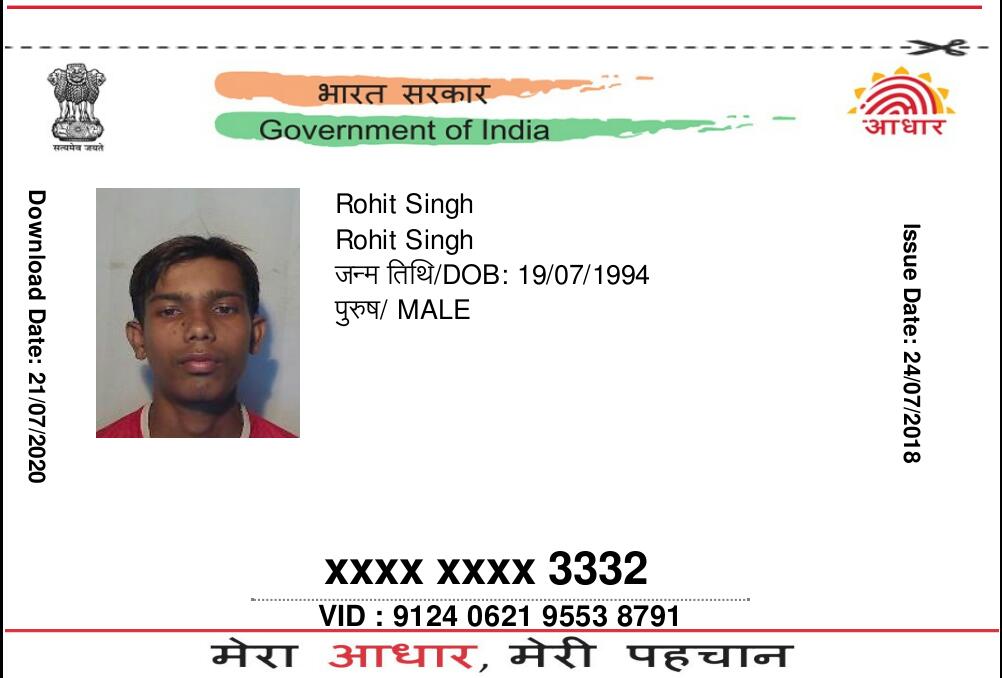 भारत सरकार
Government of India
सत्यमेव जयते
आधार
Download Date: 21/07/2020
Rohit Singh
Rohit Singh
जन्म तिथि/DOB: 19/07/1994
पुरुष/ MALE
Issue Date: 24/07/2018
xxxx xxxx 3332
VID : 9124 0621 9553 8791
मेरा आधार, मेरी पहचान